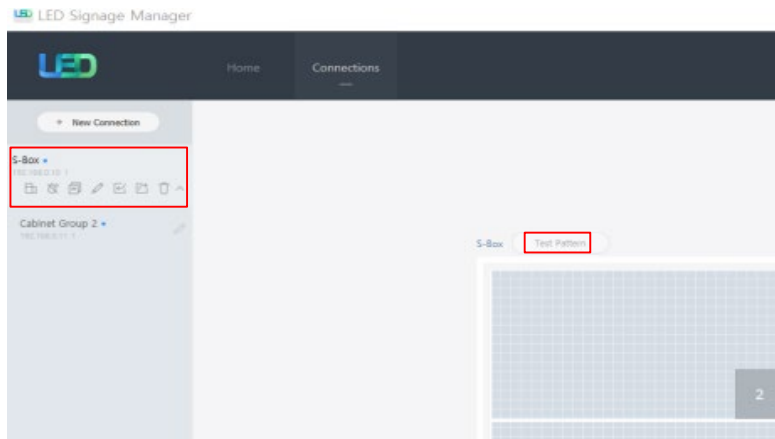 LED Signage Manager
LED
Home
Connections
+ New Connection
S-Box
Cabinet Group 2
S-Box
Test Pattern
2